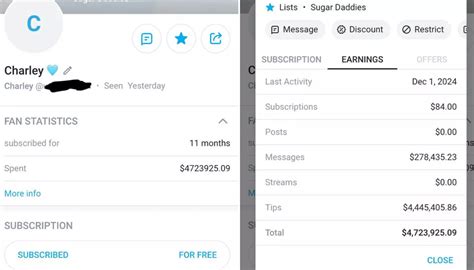 C
Charley
Charley @
• Seen Yesterday
FAN STATISTICS
subscribed for 11 months
Spent $4723925.09
More info
SUBSCRIPTION
SUBSCRIBED FOR FREE
Lists • Sugar Daddies
Message Discount Restrict
SUBSCRIPTION EARNINGS OFFERS
Last Activity Dec 1, 2024
Subscriptions $84.00
Posts $0.00
Messages $278,435.23
Streams $0.00
Tips $4,445,405.86
Total $4,723,925.09
CLOSE